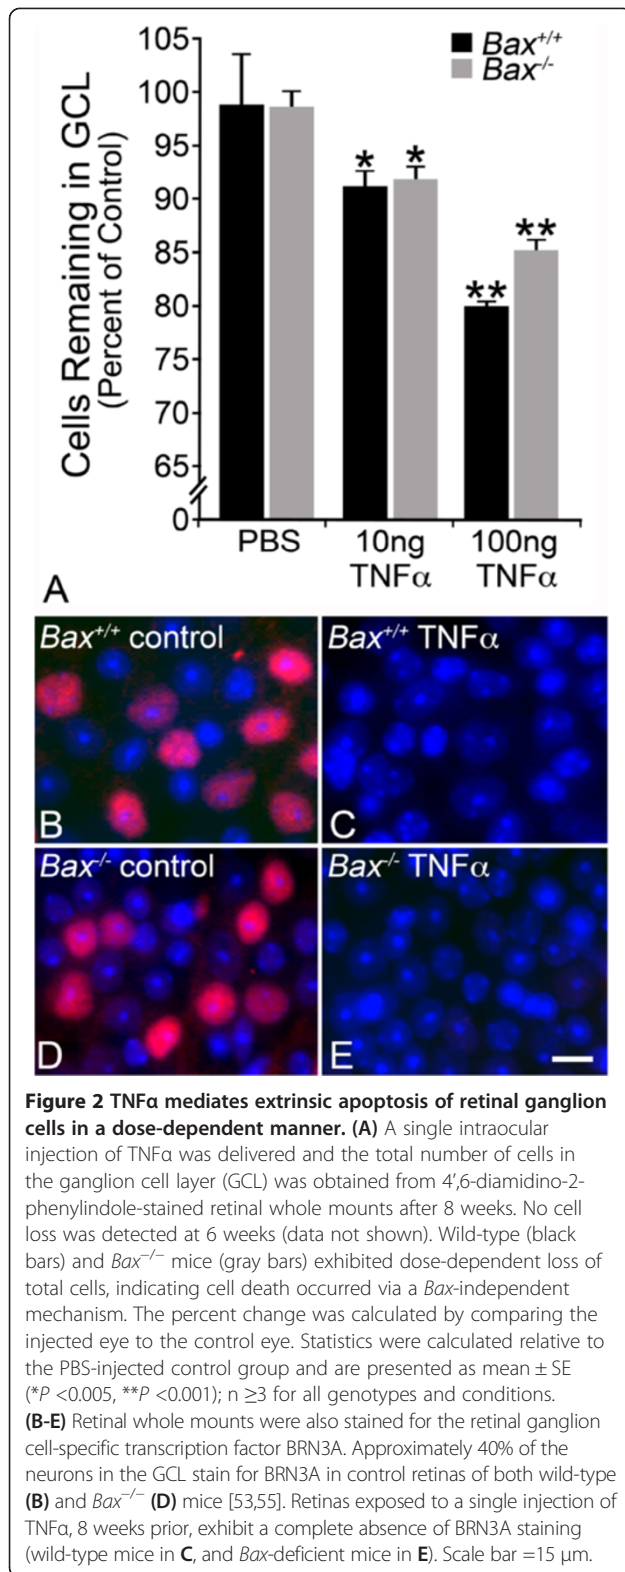 105
100
95
90
85
80
75
70
65
0
Cells Remaining in GCL
(Percent of Control)
Bax+/+
Bax-/-
*
*
**
**
PBS
10ng
TNFα
100ng
TNFα
A
Bax+/+ control
B
Bax+/+ TNFα
C
Bax-/- control
D
Bax-/- TNFα
E
Figure 2 TNFα mediates extrinsic apoptosis of retinal ganglion
cells in a dose-dependent manner. (A) A single intraocular
injection of TNFα was delivered and the total number of cells in
the ganglion cell layer (GCL) was obtained from 4′,6-diamidino-2-
phenylindole-stained retinal whole mounts after 8 weeks. No cell
loss was detected at 6 weeks (data not shown). Wild-type (black
bars) and Bax−/− mice (gray bars) exhibited dose-dependent loss of
total cells, indicating cell death occurred via a Bax-independent
mechanism. The percent change was calculated by comparing the
injected eye to the control eye. Statistics were calculated relative to
the PBS-injected control group and are presented as mean ± SE
(*P <0.005, **P <0.001); n ≥3 for all genotypes and conditions.
(B-E) Retinal whole mounts were also stained for the retinal ganglion
cell-specific transcription factor BRN3A. Approximately 40% of the
neurons in the GCL stain for BRN3A in control retinas of both wild-type
(B) and Bax−/− (D) mice [53,55]. Retinas exposed to a single injection of
TNFα, 8 weeks prior, exhibit a complete absence of BRN3A staining
(wild-type mice in C, and Bax-deficient mice in E). Scale bar =15 μm.